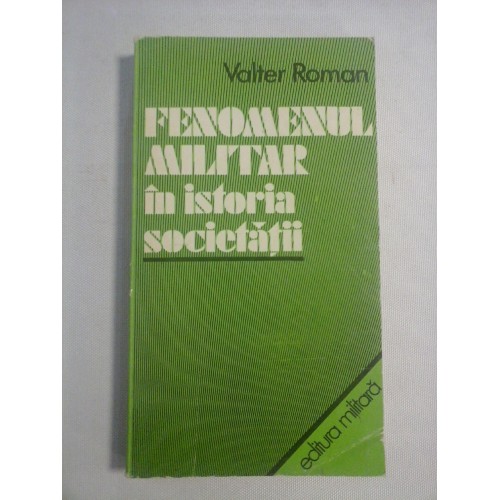 Valter Roman
FENOMENUL
MILITAR
în istoria
societății
editura militară